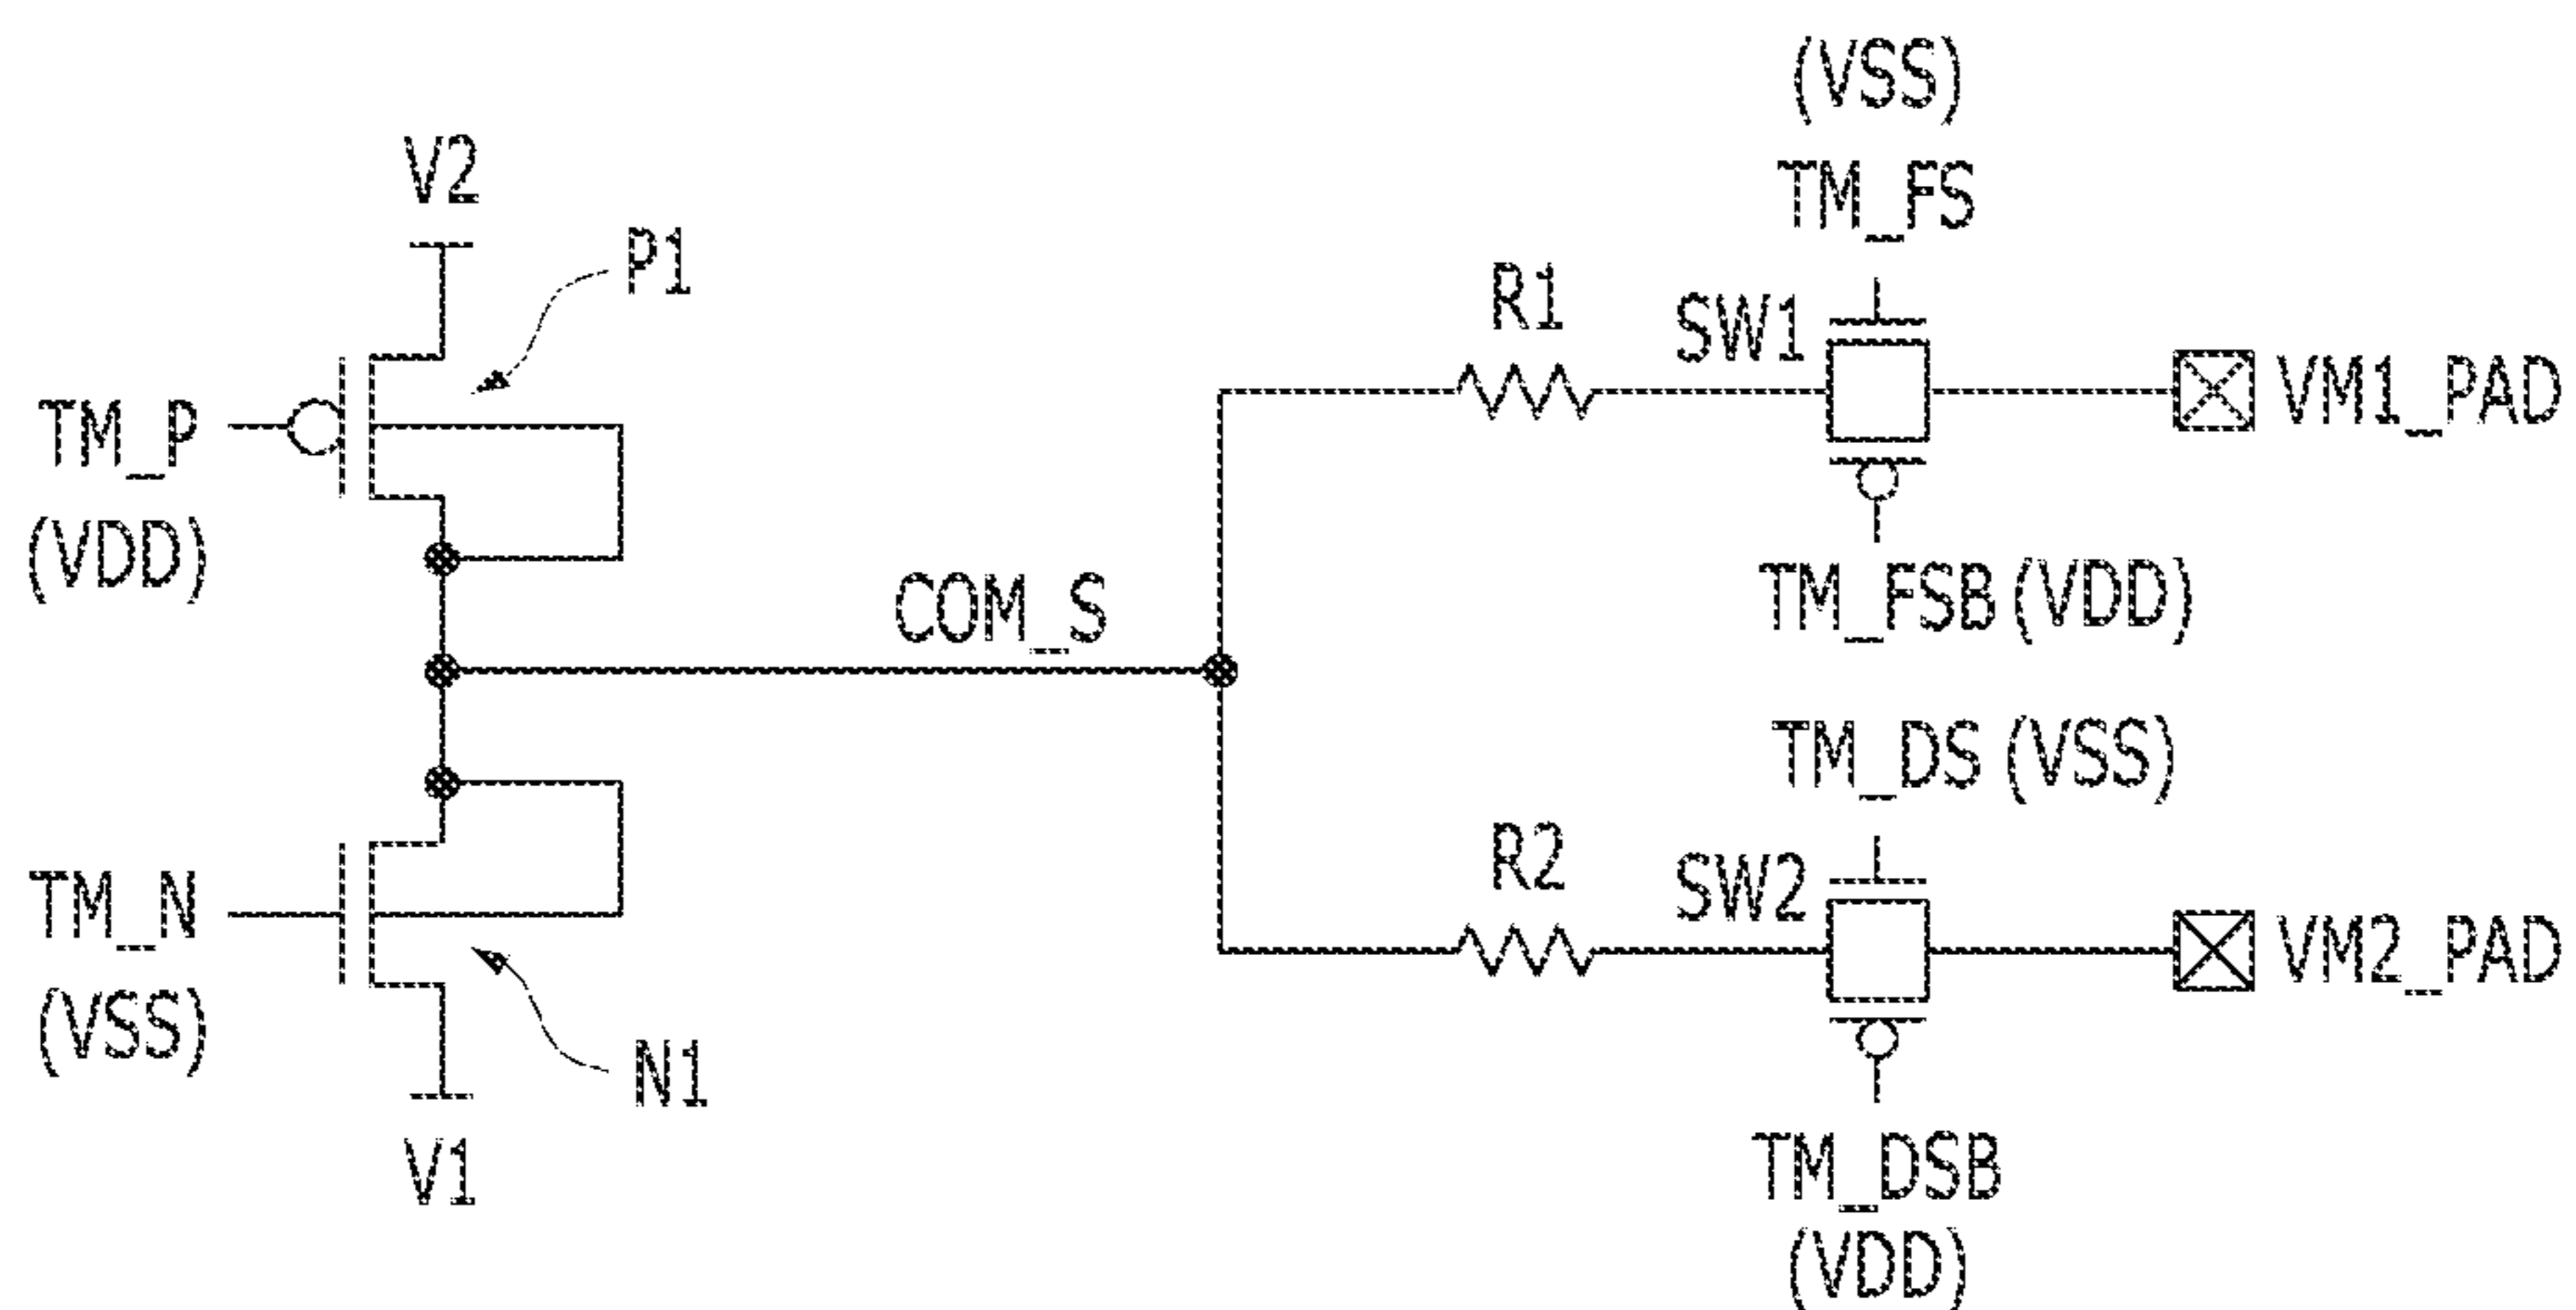 (VSS)
TM_FS
V2
P1
R1
SW1
VM1_PAD
TM_P
(VDD)
TM_FSB (VDD)
COM_S
TM_DS (VSS)
R2
SW2
TM_N
VM2_PAD
(VSS)
N1
V1
TM_DSB
(VDD)